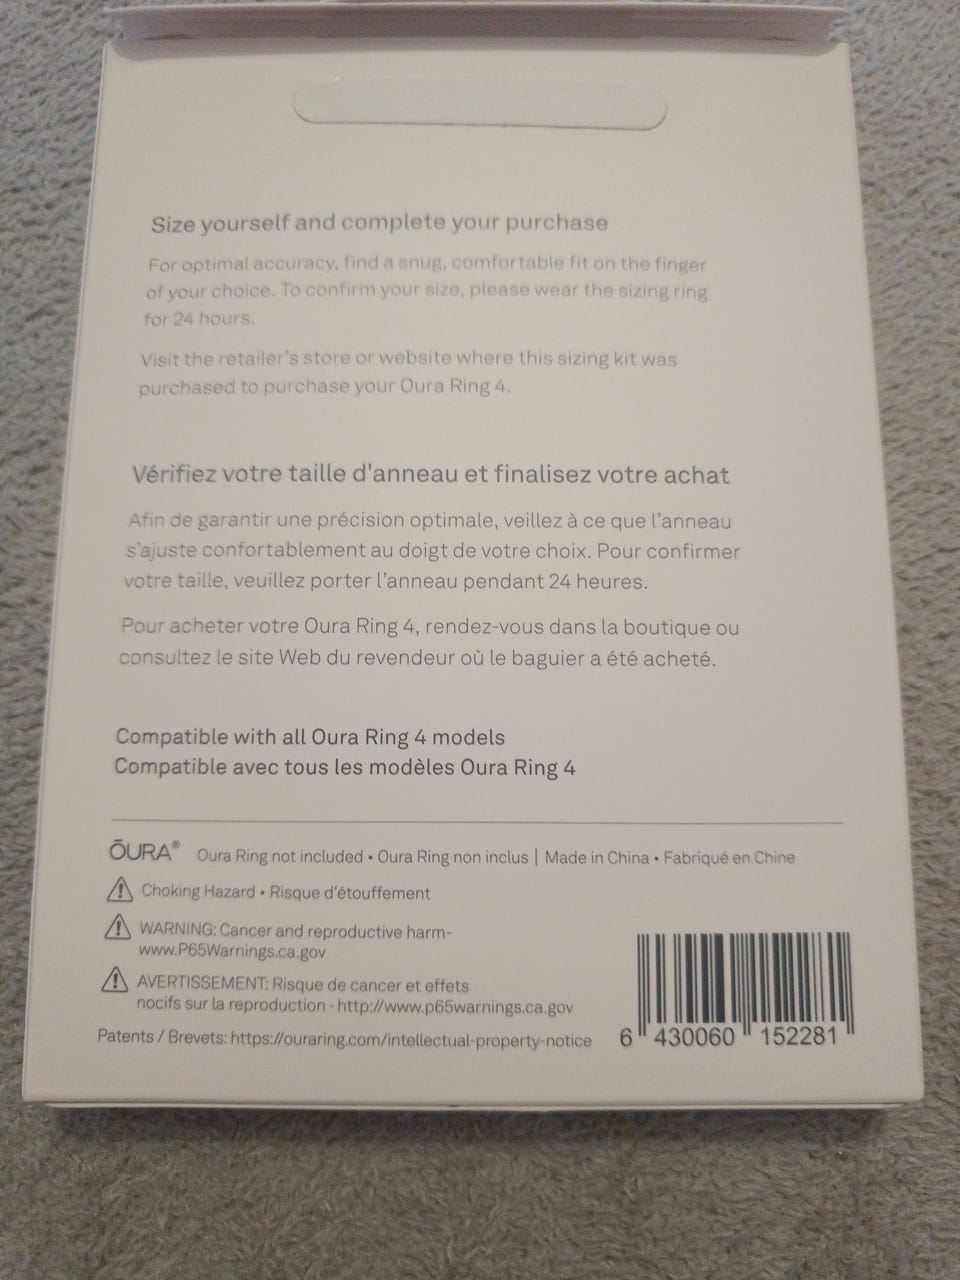 Size yourself and complete your purchase
For optimal accuracy, find a snug, comfortable fit on the finger
of your choice. To confirm your size, please wear the sizing ring
for 24 hours.
Visit the retailer's store or website where this sizing kit was
purchased to purchase your Oura Ring 4.
Vérifiez votre taille d'anneau et finalisez votre achat
Afin de garantir une précision optimale, veillez à ce que l'anneau
s'ajuste confortablement au doigt de votre choix. Pour confirmer
votre taille, veuillez porter l'anneau pendant 24 heures.
Pour acheter votre Oura Ring 4, rendez-vous dans la boutique ou
consultez le site Web du revendeur où le baguier a été acheté.
Compatible with all Oura Ring 4 models
Compatible avec tous les modèles Oura Ring 4
ŌURA® Oura Ring not included • Oura Ring non inclus | Made in China • Fabriqué en Chine
Choking Hazard • Risque d'étouffement
WARNING: Cancer and reproductive harm-
www.P65Warnings.ca.gov
AVERTISSEMENT: Risque de cancer et effets
nocifs sur la reproduction - http://www.p65warnings.ca.gov
Patents / Brevets: https://ouraring.com/intellectual-property-notice
6 430060 152281